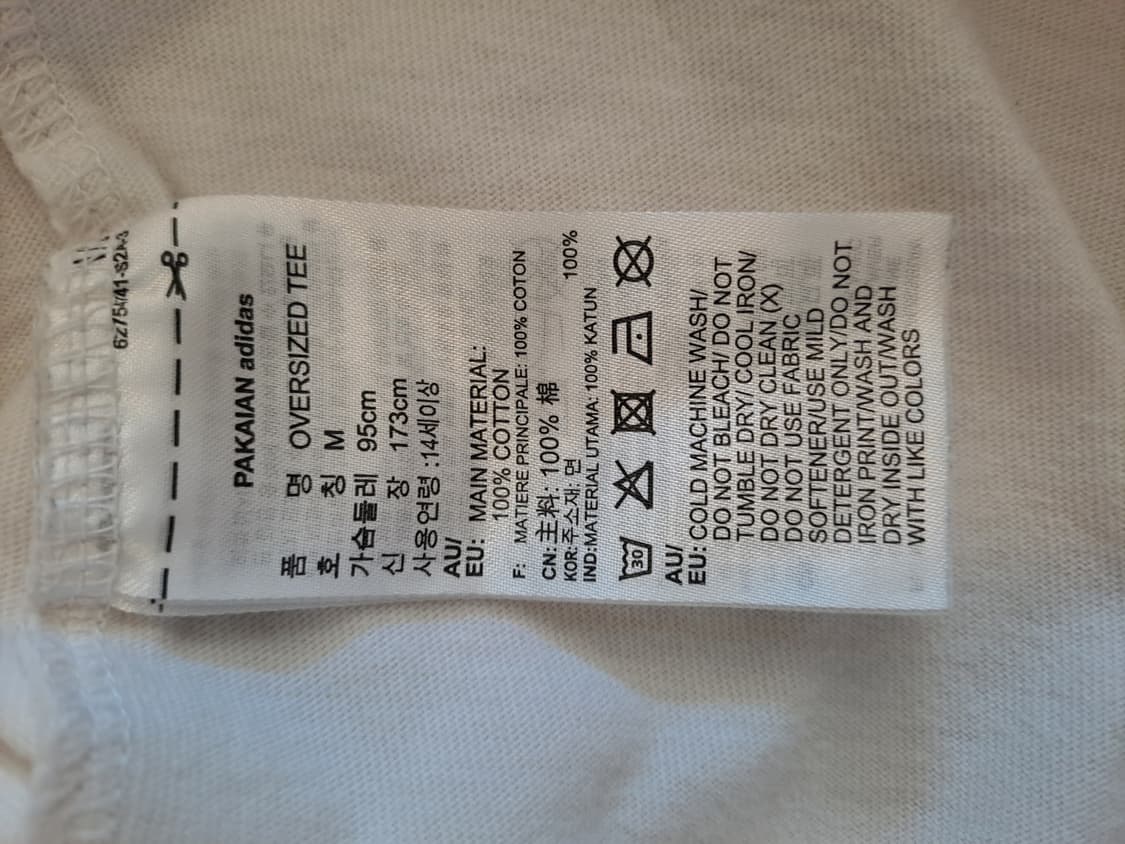 PAKAIAN adidas
품 명 OVERSIZED TEE
호 칭 M
가슴둘레 95cm
신 장 173cm
사용연령 :14세이상
AU/
EU: MAIN MATERIAL:
100% COTTON
F: MATIERE PRINCIPALE: 100% COTON
CN: 主料: 100% 棉
KOR: 주소재: 면 100%
IND:MATERIAL UTAMA: 100% KATUN
30
AU/
EU: COLD MACHINE WASH/
DO NOT BLEACH/ DO NOT
TUMBLE DRY/ COOL IRON/
DO NOT DRY CLEAN (X)
DO NOT USE FABRIC
SOFTENER/USE MILD
DETERGENT ONLY/DO NOT
IRON PRINT/WASH AND
DRY INSIDE OUT/WASH
WITH LIKE COLORS